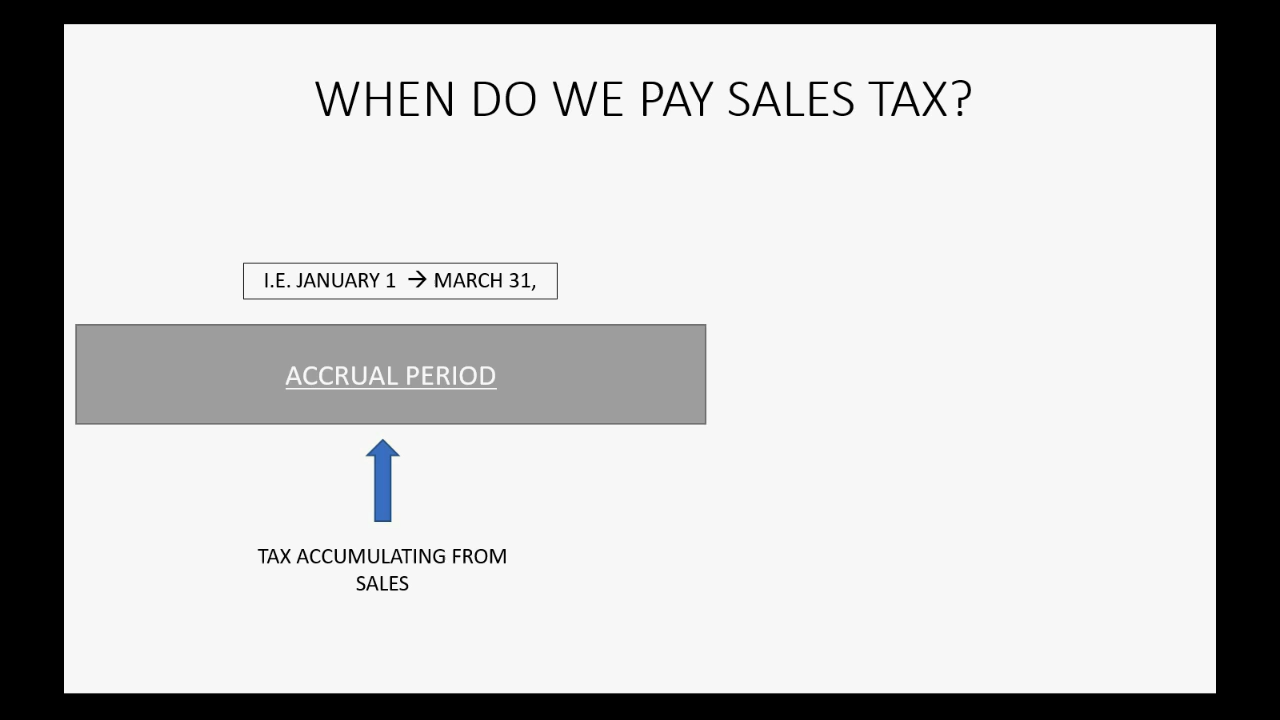 WHEN DO WE PAY SALES TAX?
I.E. JANUARY 1 → MARCH 31,
ACCRUAL PERIOD
TAX ACCUMULATING FROM
SALES